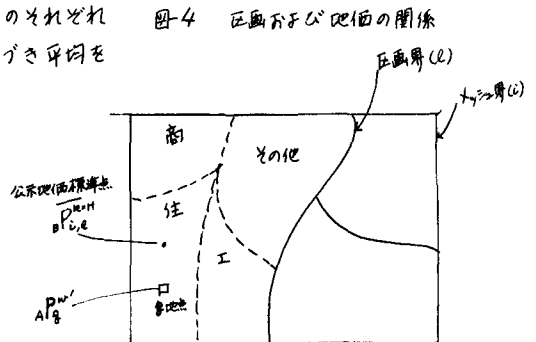 のそれぞれ
づき平均を
図-4 区画および地価の関係
区画界(ℓ)
メッシュ界(i)
商
その他
公示地価標準点
住
工
当地点